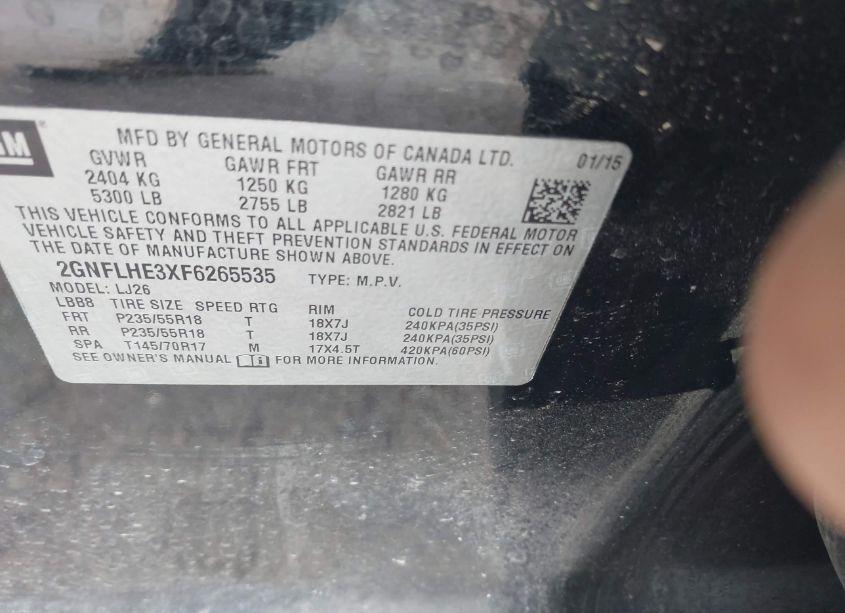 GM
MFD BY GENERAL MOTORS OF CANADA LTD. 01/15
GVWR GAWR FRT GAWR RR
2404 KG 1250 KG 1280 KG
5300 LB 2755 LB 2821 LB
THIS VEHICLE CONFORMS TO ALL APPLICABLE U.S. FEDERAL MOTOR
VEHICLE SAFETY AND THEFT PREVENTION STANDARDS IN EFFECT ON
THE DATE OF MANUFACTURE SHOWN ABOVE.
2GNFLHE3XF6265535 TYPE: M.P.V.
MODEL: LJ26
LBB8 TIRE SIZE SPEED RTG RIM COLD TIRE PRESSURE
FRT P235/55R18 T 18X7J 240KPA(35PSI)
RR P235/55R18 T 18X7J 240KPA(35PSI)
SPA T145/70R17 M 17X4.5T 420KPA(60PSI)
SEE OWNER'S MANUAL FOR MORE INFORMATION.